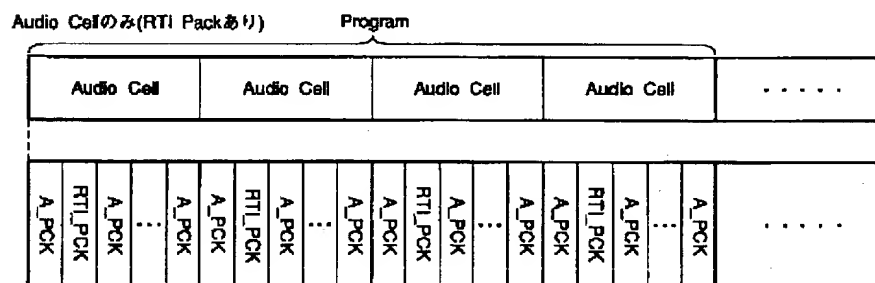 Audio Cellのみ(RTI Packあり) Program
Audio Cell Audio Cell Audio Cell Audio Cell ·····
A_PCK RTI_PCK A_PCK ··· A_PCK A_PCK RTI_PCK A_PCK ··· A_PCK A_PCK RTI_PCK A_PCK ··· A_PCK A_PCK RTI_PCK A_PCK ··· A_PCK ·····